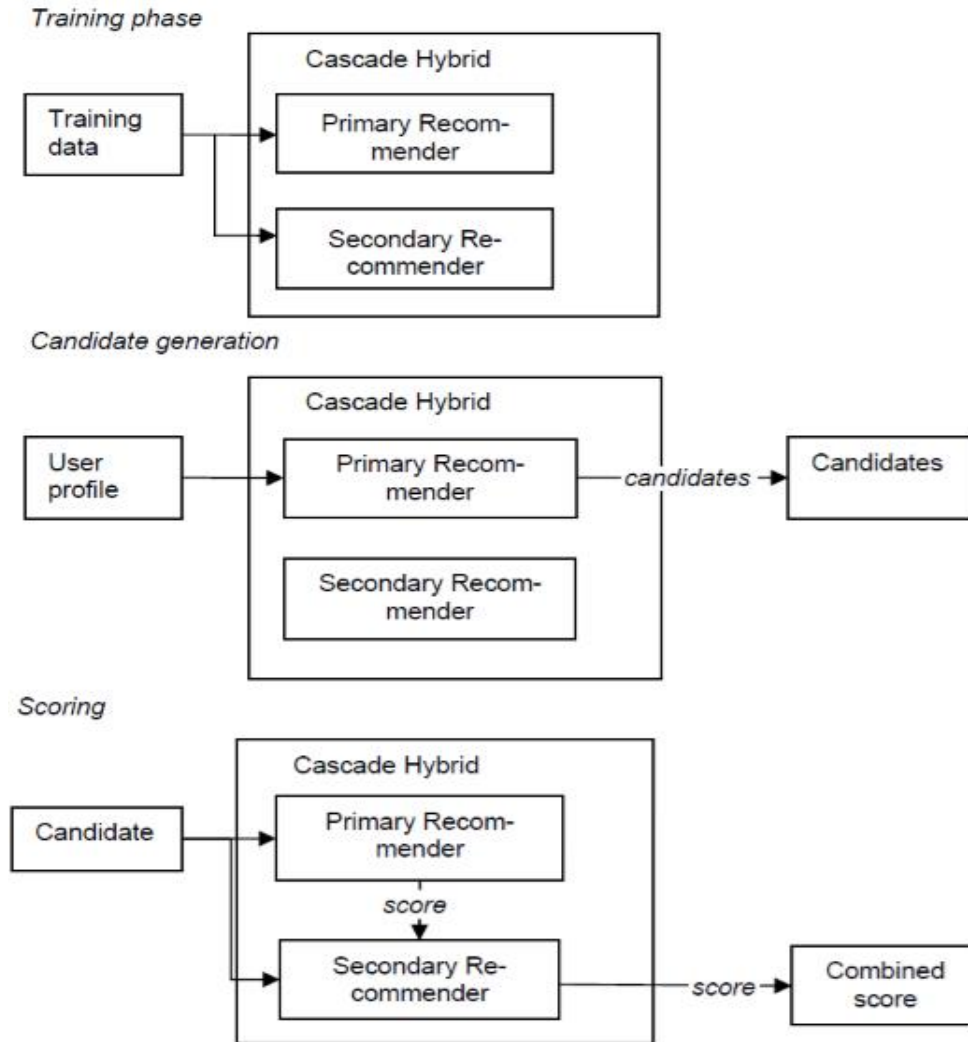 Training phase
Cascade Hybrid
Training
data
Primary Recom-
mender
Secondary Re-
commender
Candidate generation
Cascade Hybrid
User
profile
Primary Recom-
mender
candidates
Candidates
Secondary Recom-
mender
Scoring
Cascade Hybrid
Candidate
Primary Recom-
mender
score
Secondary Re-
commender
score
Combined
score